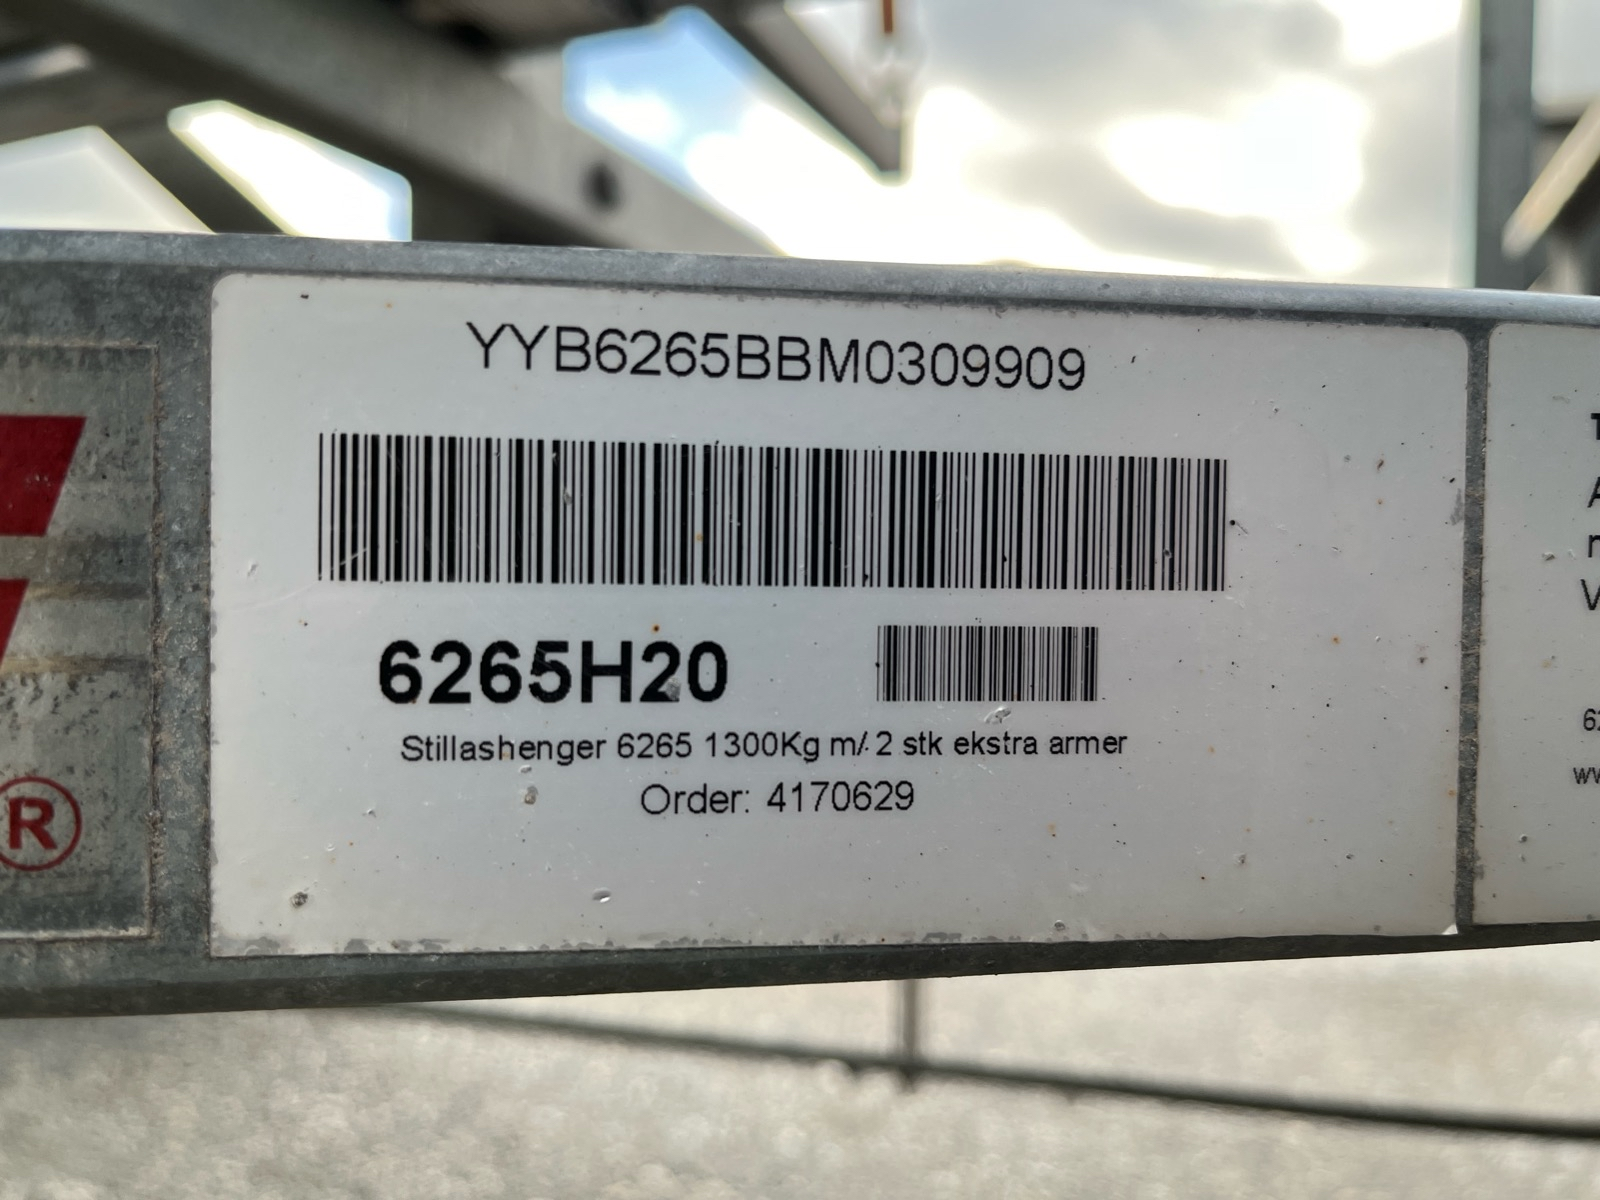 YYB6265BBM0309909
6265H20
Stillashenger 6265 1300Kg m/ 2 stk ekstra armer
Order: 4170629
®